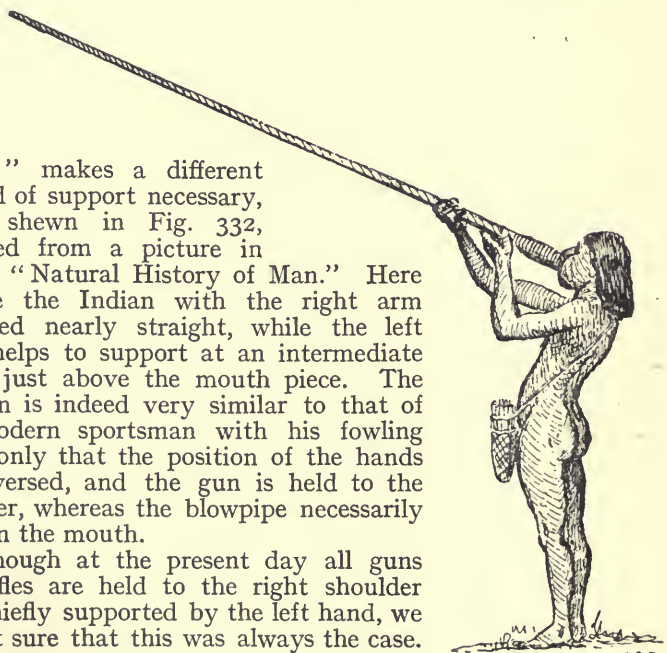 ” makes a different
of support necessary,
shewn in Fig. 332,
ed from a picture in
“Natural History of Man.” Here
the Indian with the right arm
ed nearly straight, while the left
helps to support at an intermediate
just above the mouth piece. The
n is indeed very similar to that of
odern sportsman with his fowling
only that the position of the hands
versed, and the gun is held to the
er, whereas the blowpipe necessarily
n the mouth.
hough at the present day all guns
fles are held to the right shoulder
hiefly supported by the left hand, we
t sure that this was always the case.